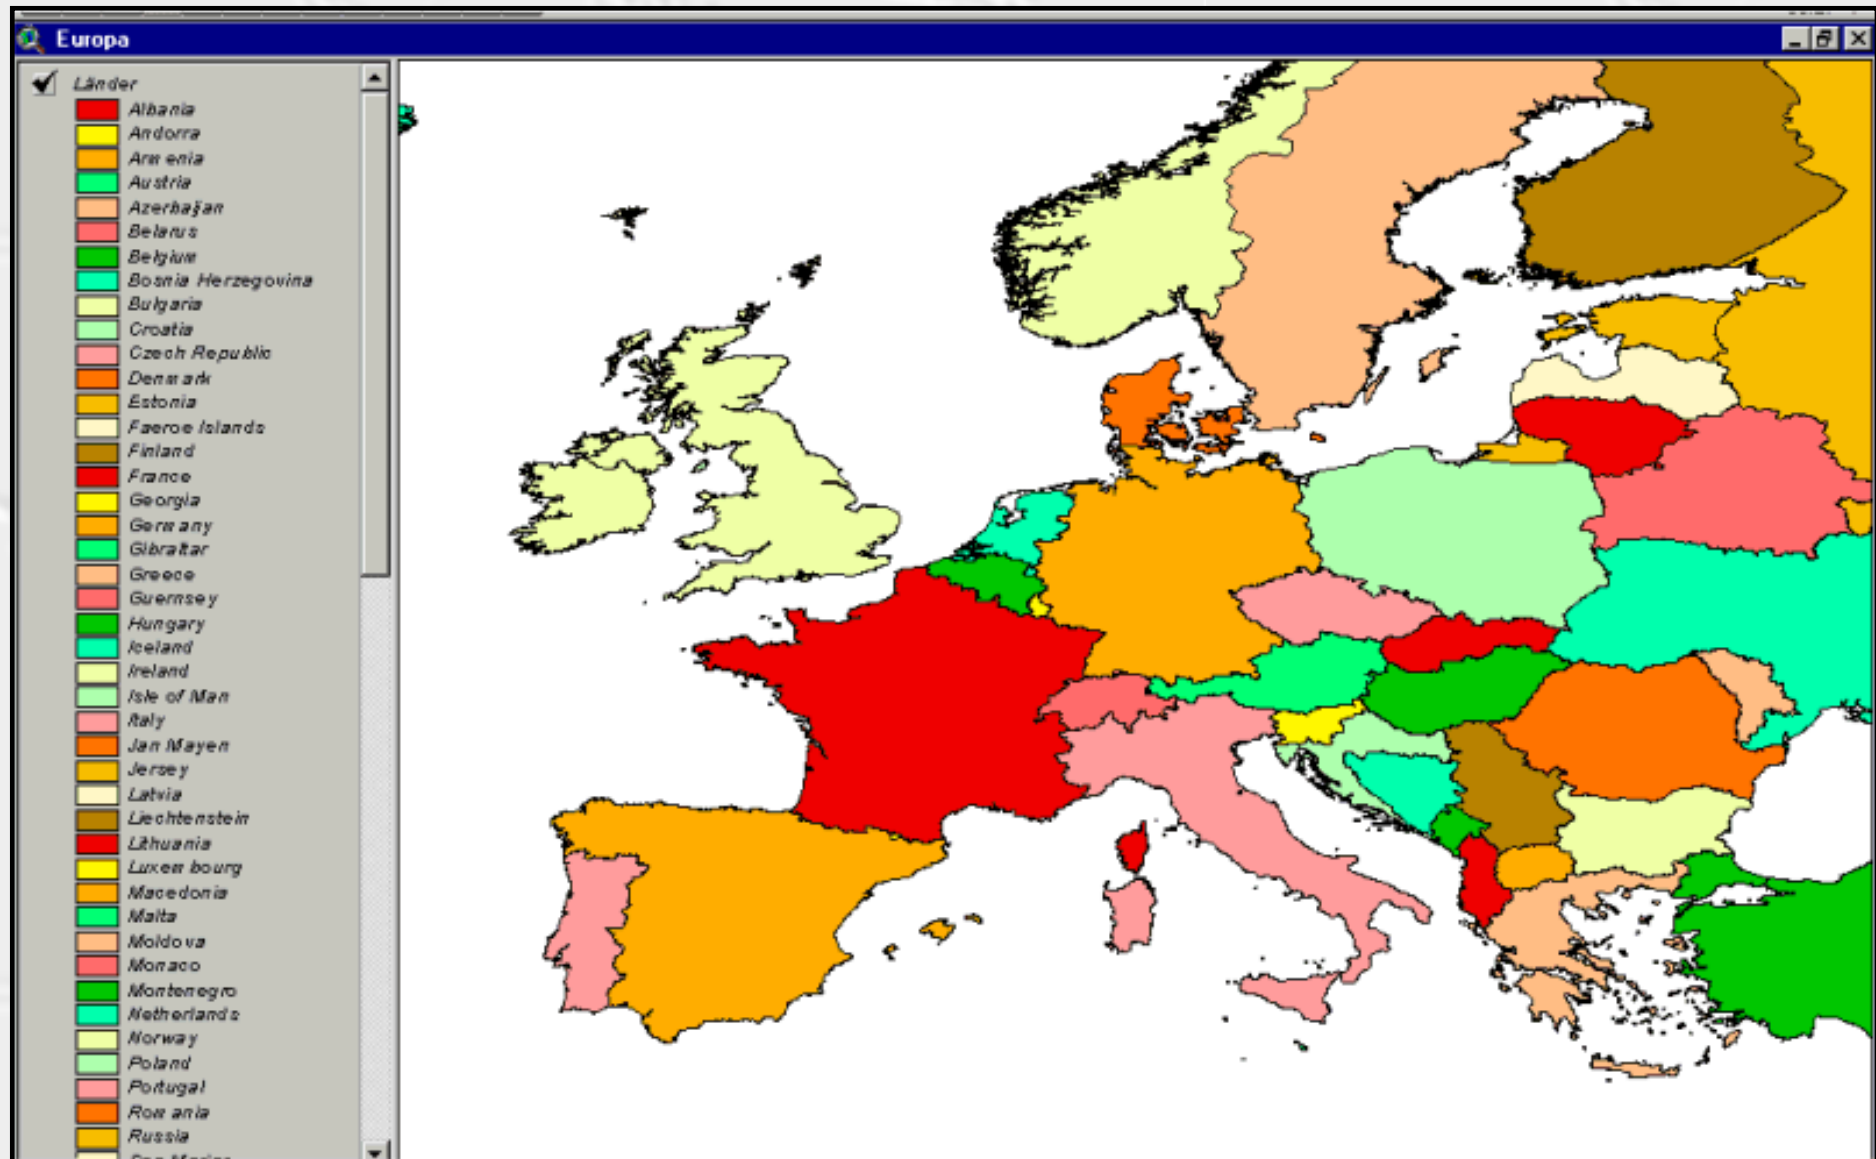 Europa
Länder
Albania
Andorra
Armenia
Austria
Azerbaijan
Belarus
Belgium
Bosnia Herzegovina
Bulgaria
Croatia
Czech Republic
Denmark
Estonia
Faeroe Islands
Finland
France
Georgia
Germany
Gibraltar
Greece
Guernsey
Hungary
Iceland
Ireland
Isle of Man
Italy
Jan Mayen
Jersey
Latvia
Liechtenstein
Lithuania
Luxembourg
Macedonia
Malta
Moldova
Monaco
Montenegro
Netherlands
Norway
Poland
Portugal
Romania
Russia